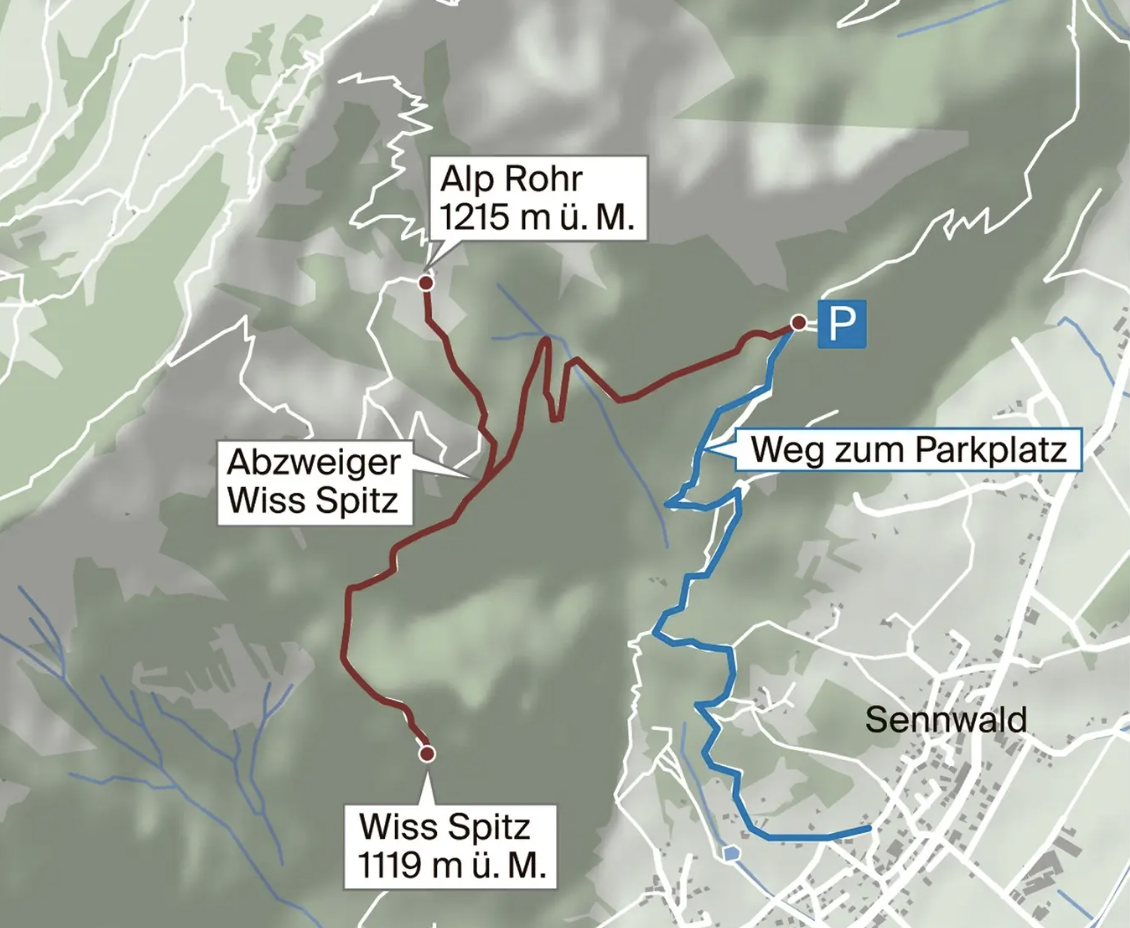 Alp Rohr
1215 m ü. M.
P
Abzweiger
Wiss Spitz
Weg zum Parkplatz
Sennwald
Wiss Spitz
1119 m ü. M.